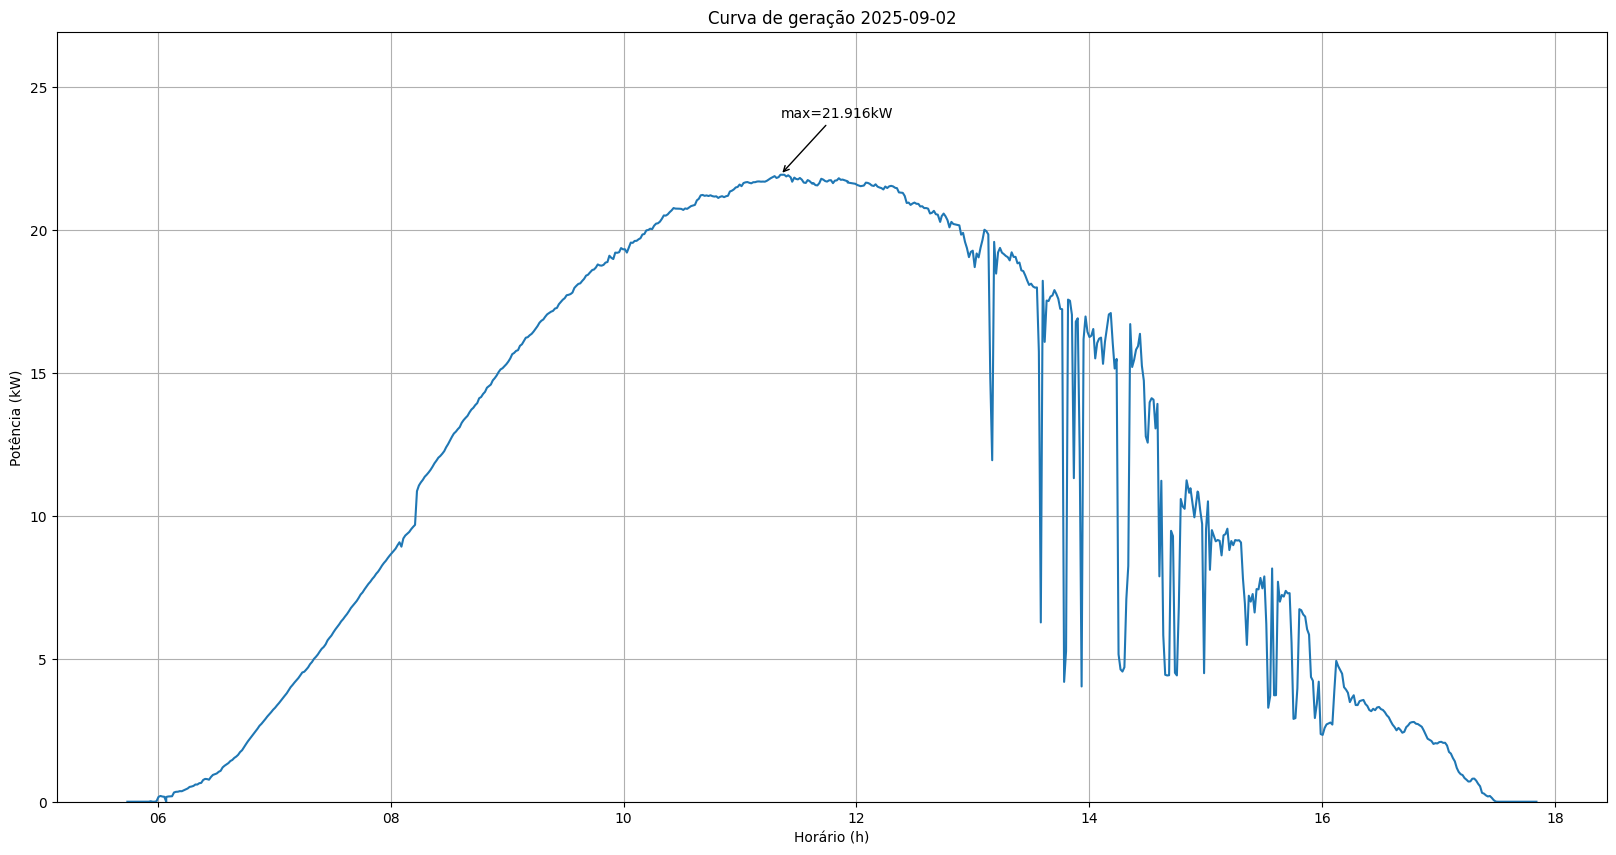 Curva de geração 2025-09-02
max=21.916kW
Potência (kW)
25
20
15
10
5
0
06 08 10 12 14 16 18
Horário (h)